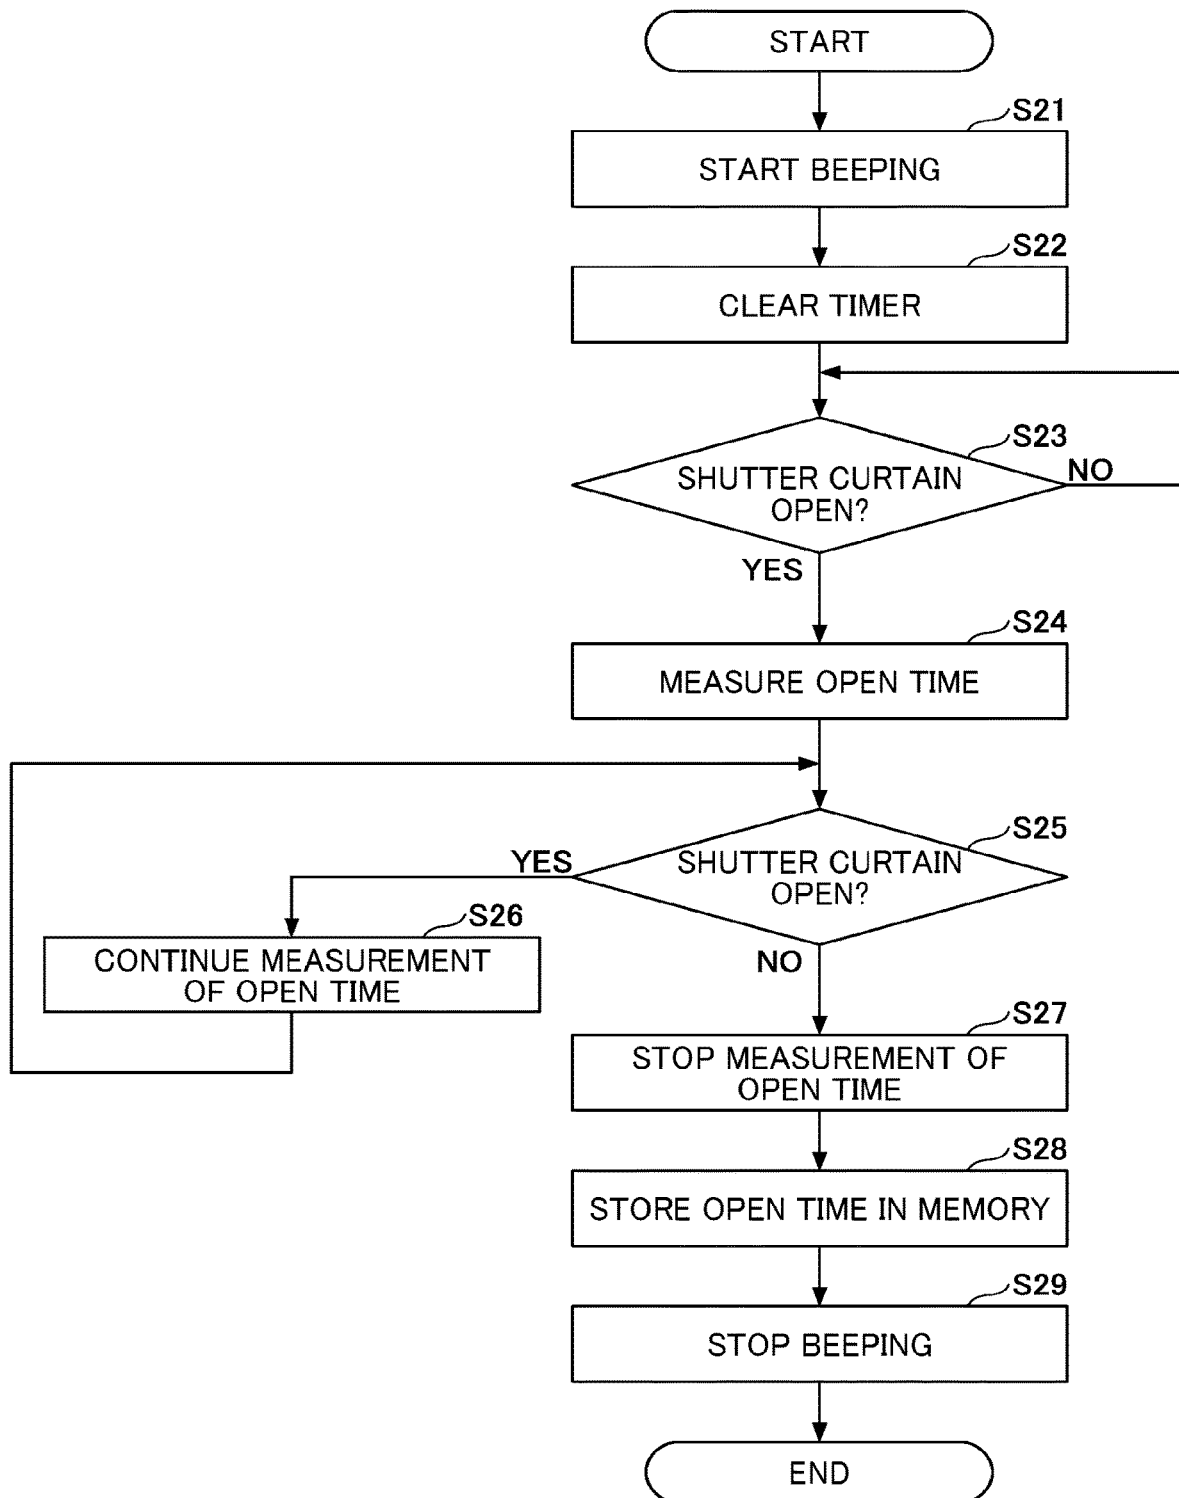 START
S21
START BEEPING
S22
CLEAR TIMER
S23
SHUTTER CURTAIN
OPEN?
NO
YES
S24
MEASURE OPEN TIME
S25
SHUTTER CURTAIN
OPEN?
YES
S26
CONTINUE MEASUREMENT
OF OPEN TIME
NO
S27
STOP MEASUREMENT OF
OPEN TIME
S28
STORE OPEN TIME IN MEMORY
S29
STOP BEEPING
END